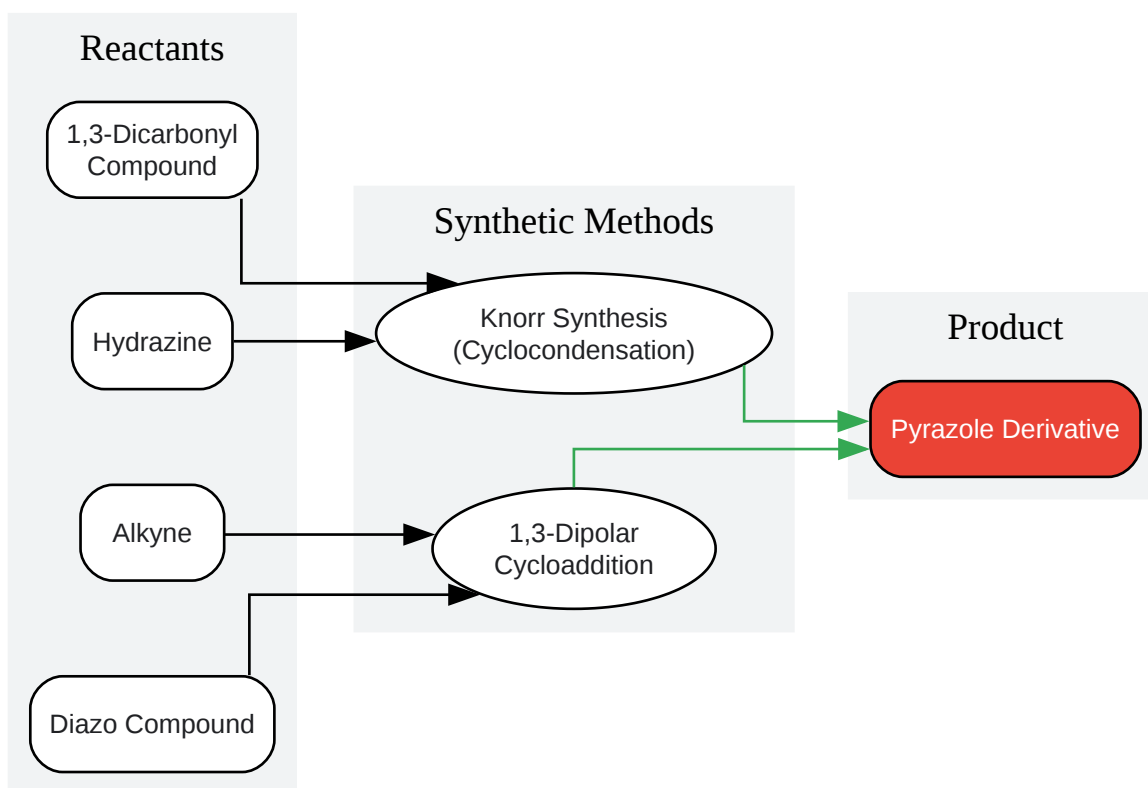 Reactants
1,3-Dicarbonyl
Compound
Hydrazine
Alkyne
Diazo Compound
Synthetic Methods
Knorr Synthesis
(Cyclocondensation)
1,3-Dipolar
Cycloaddition
Product
Pyrazole Derivative